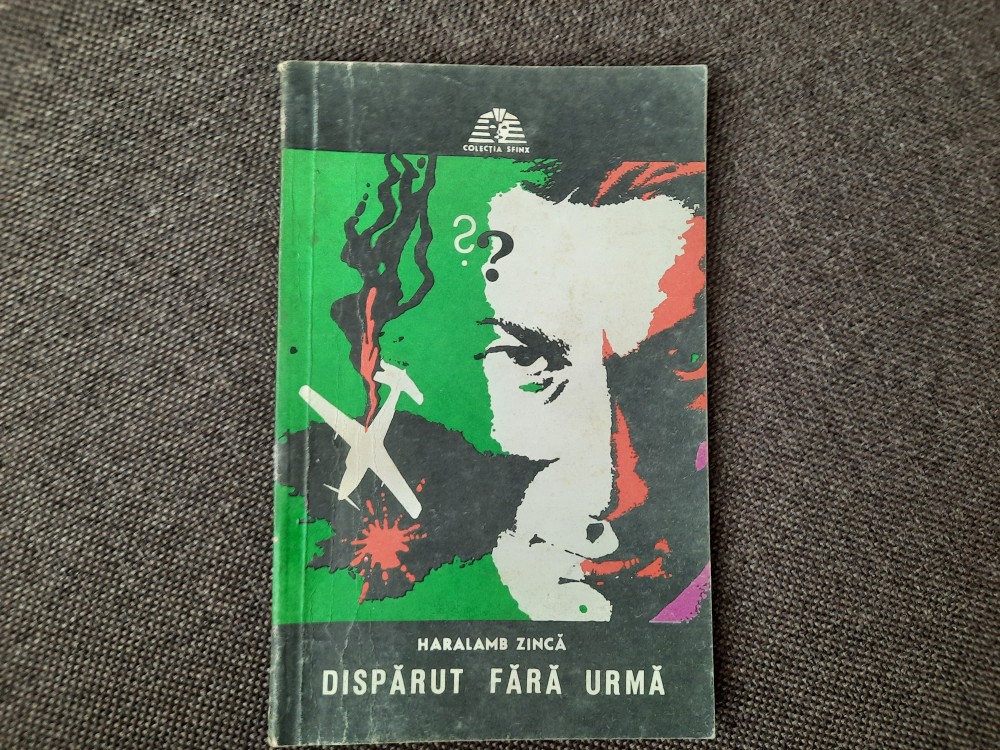 COLECȚIA SFINX
??
HARALAMB ZINCĂ
DISPĂRUT FĂRĂ URMĂ